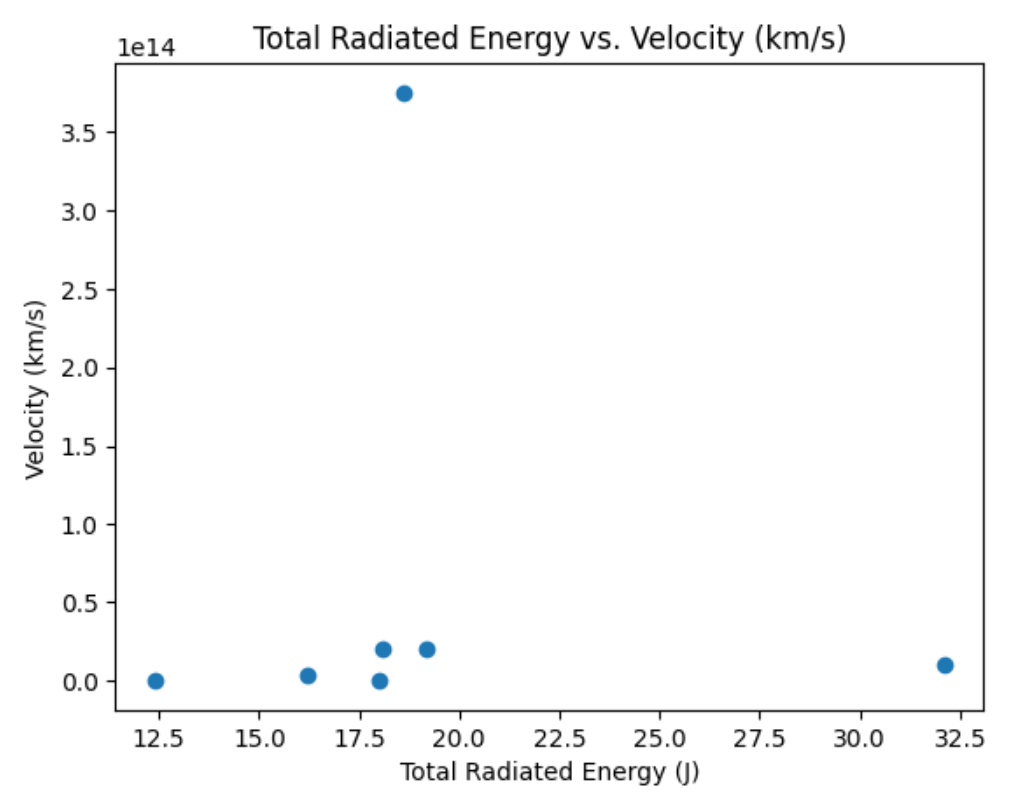 Total Radiated Energy vs. Velocity (km/s)
1e14
3.5
3.0
2.5
2.0
1.5
1.0
0.5
0.0
Velocity (km/s)
12.5 15.0 17.5 20.0 22.5 25.0 27.5 30.0 32.5
Total Radiated Energy (J)